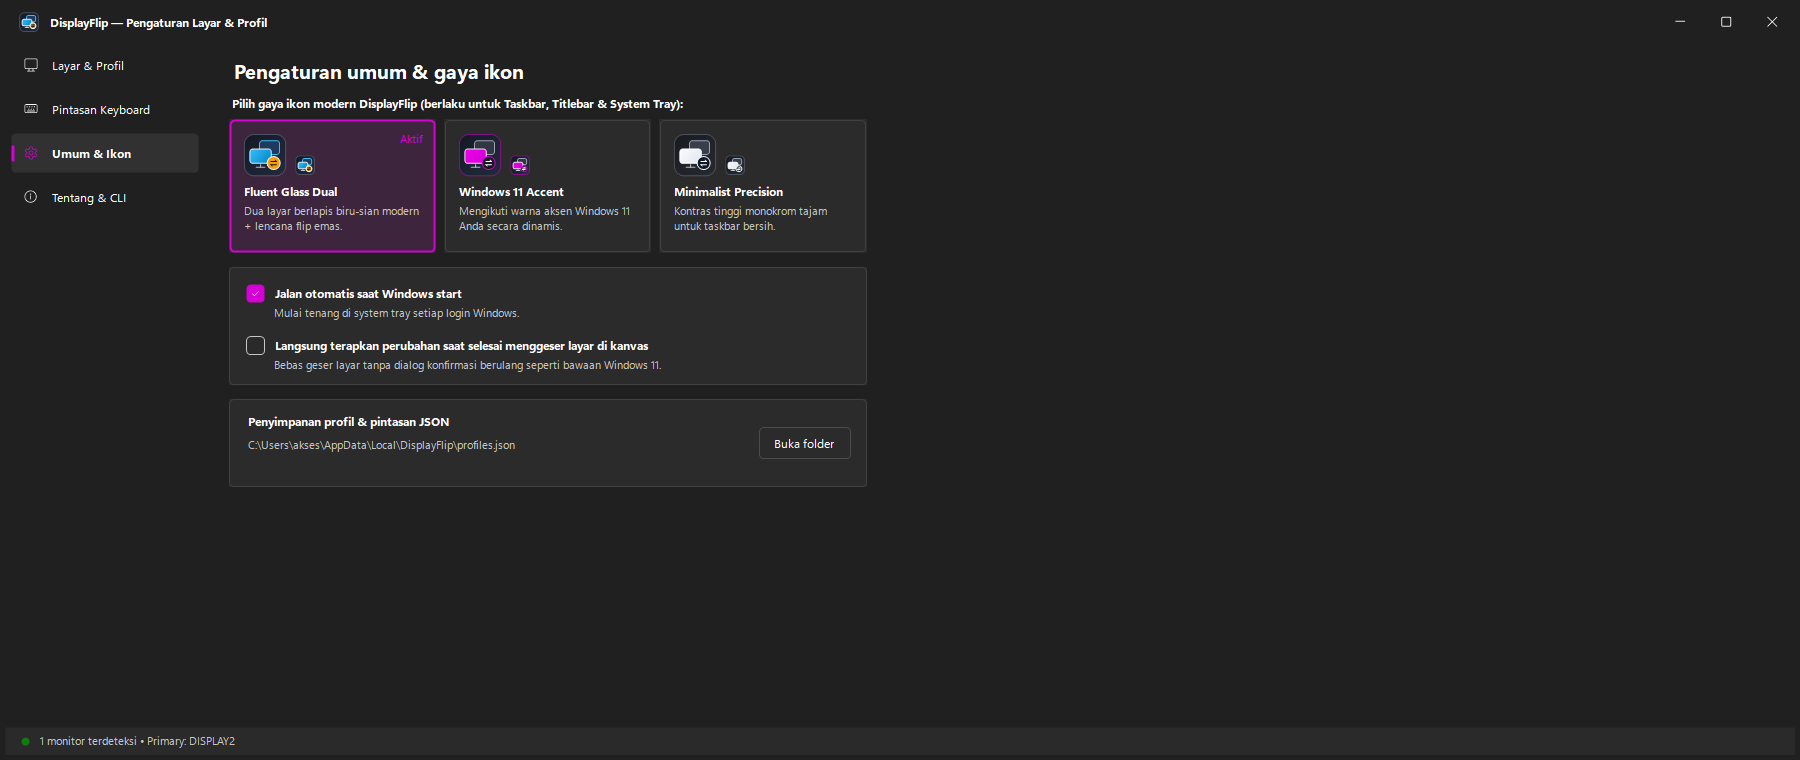 DisplayFlip — Pengaturan Layar & Profil
Layar & Profil
Pintasan Keyboard
Umum & Ikon
Tentang & CLI
Pengaturan umum & gaya ikon
Pilih gaya ikon modern DisplayFlip (berlaku untuk Taskbar, Titlebar & System Tray):
Aktif
Fluent Glass Dual
Dua layar berlapis biru-sian modern
+ lencana flip emas.
Windows 11 Accent
Mengikuti warna aksen Windows 11
Anda secara dinamis.
Minimalist Precision
Kontras tinggi monokrom tajam
untuk taskbar bersih.
Jalan otomatis saat Windows start
Mulai tenang di system tray setiap login Windows.
Langsung terapkan perubahan saat selesai menggeser layar di kanvas
Bebas geser layar tanpa dialog konfirmasi berulang seperti bawaan Windows 11.
Penyimpanan profil & pintasan JSON
C:\Users\akses\AppData\Local\DisplayFlip\profiles.json
Buka folder
1 monitor terdeteksi • Primary: DISPLAY2